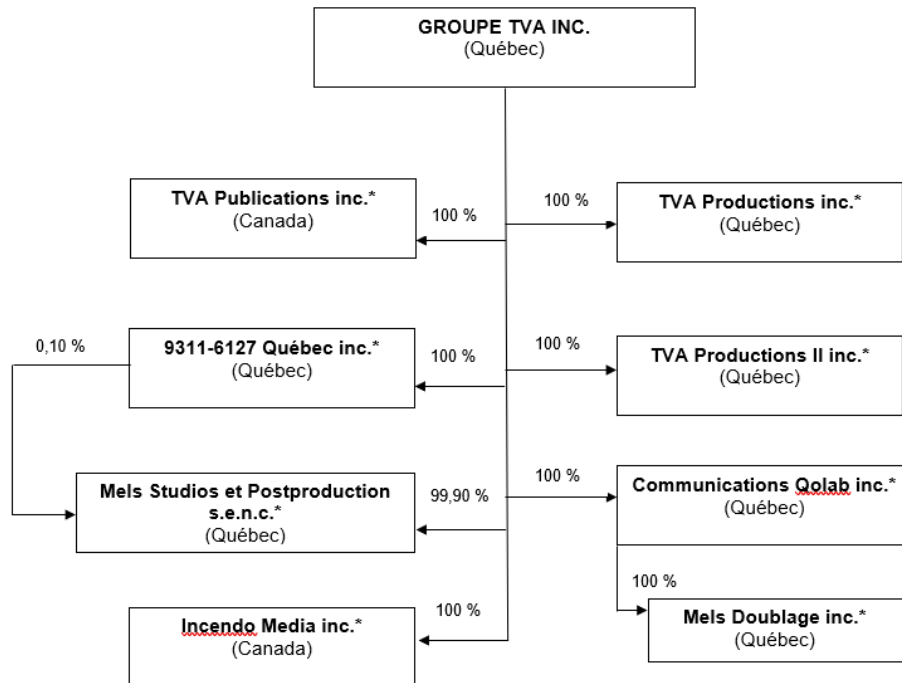 GROUPE TVA INC.
(Québec)
TVA Publications inc.*
(Canada)
100 %
100 %
TVA Productions inc.*
(Québec)
0,10 %
9311-6127 Québec inc.*
(Québec)
100 %
100 %
TVA Productions II inc.*
(Québec)
Mels Studios et Postproduction
s.e.n.c.*
(Québec)
99,90 %
100 %
Communications Qolab inc.*
(Québec)
100 %
Mels Doublage inc.*
(Québec)
Incendo Media inc.*
(Canada)
100 %